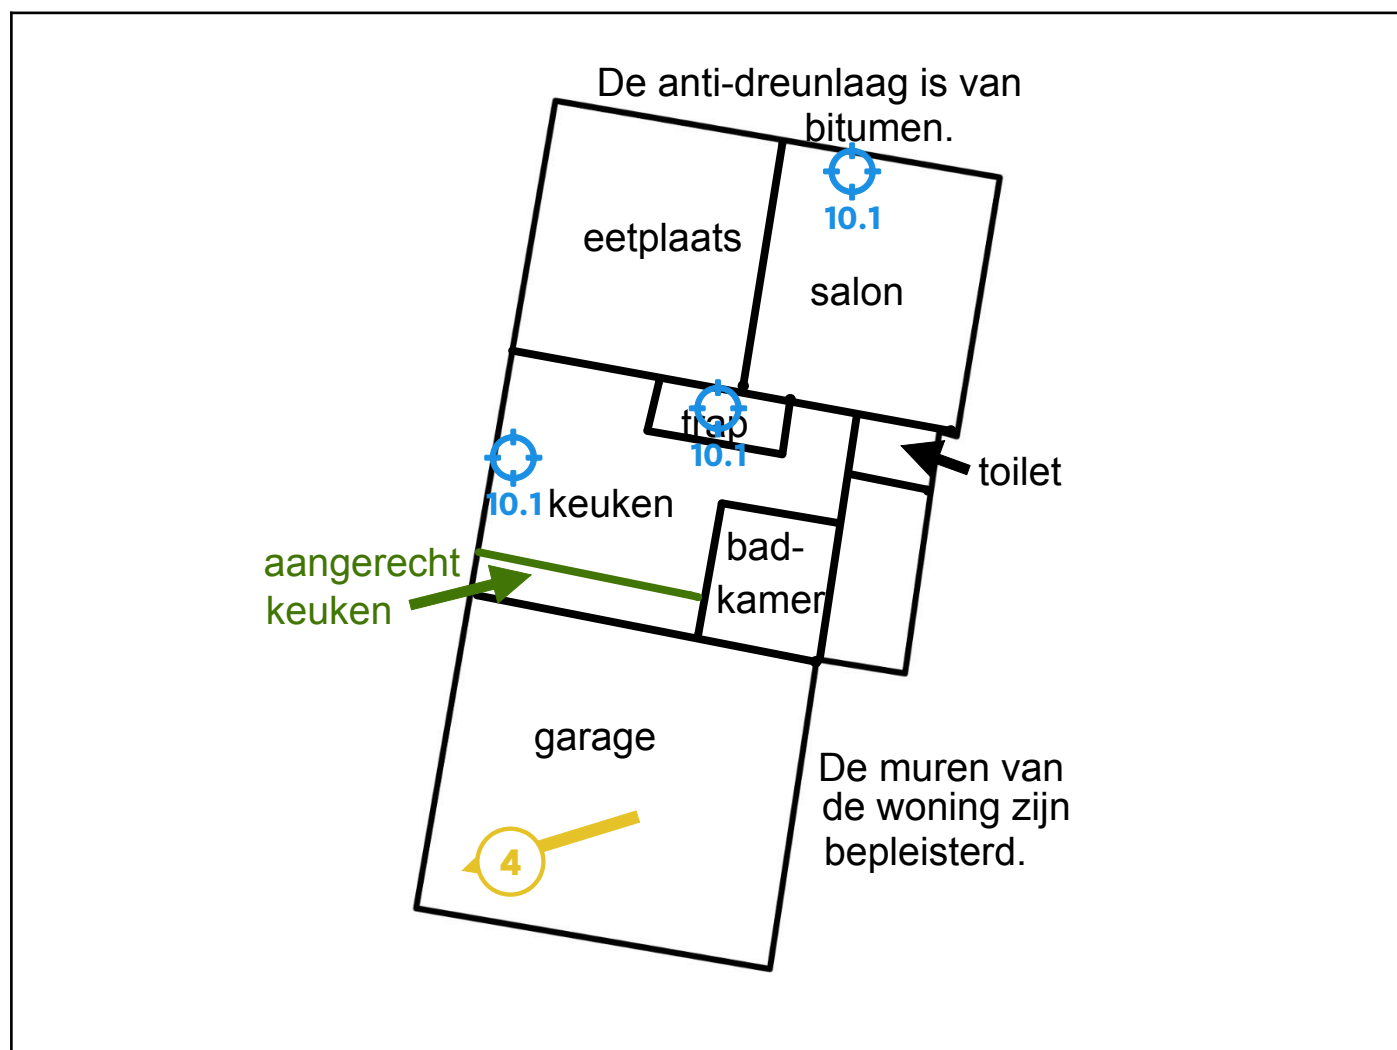 De anti-dreunlaag is van
bitumen.
10.1
eetplaats
salon
trap
10.1
toilet
10.1
keuken
bad-
kamer
aangerecht
keuken
garage
De muren van
de woning zijn
bepleisterd.
4